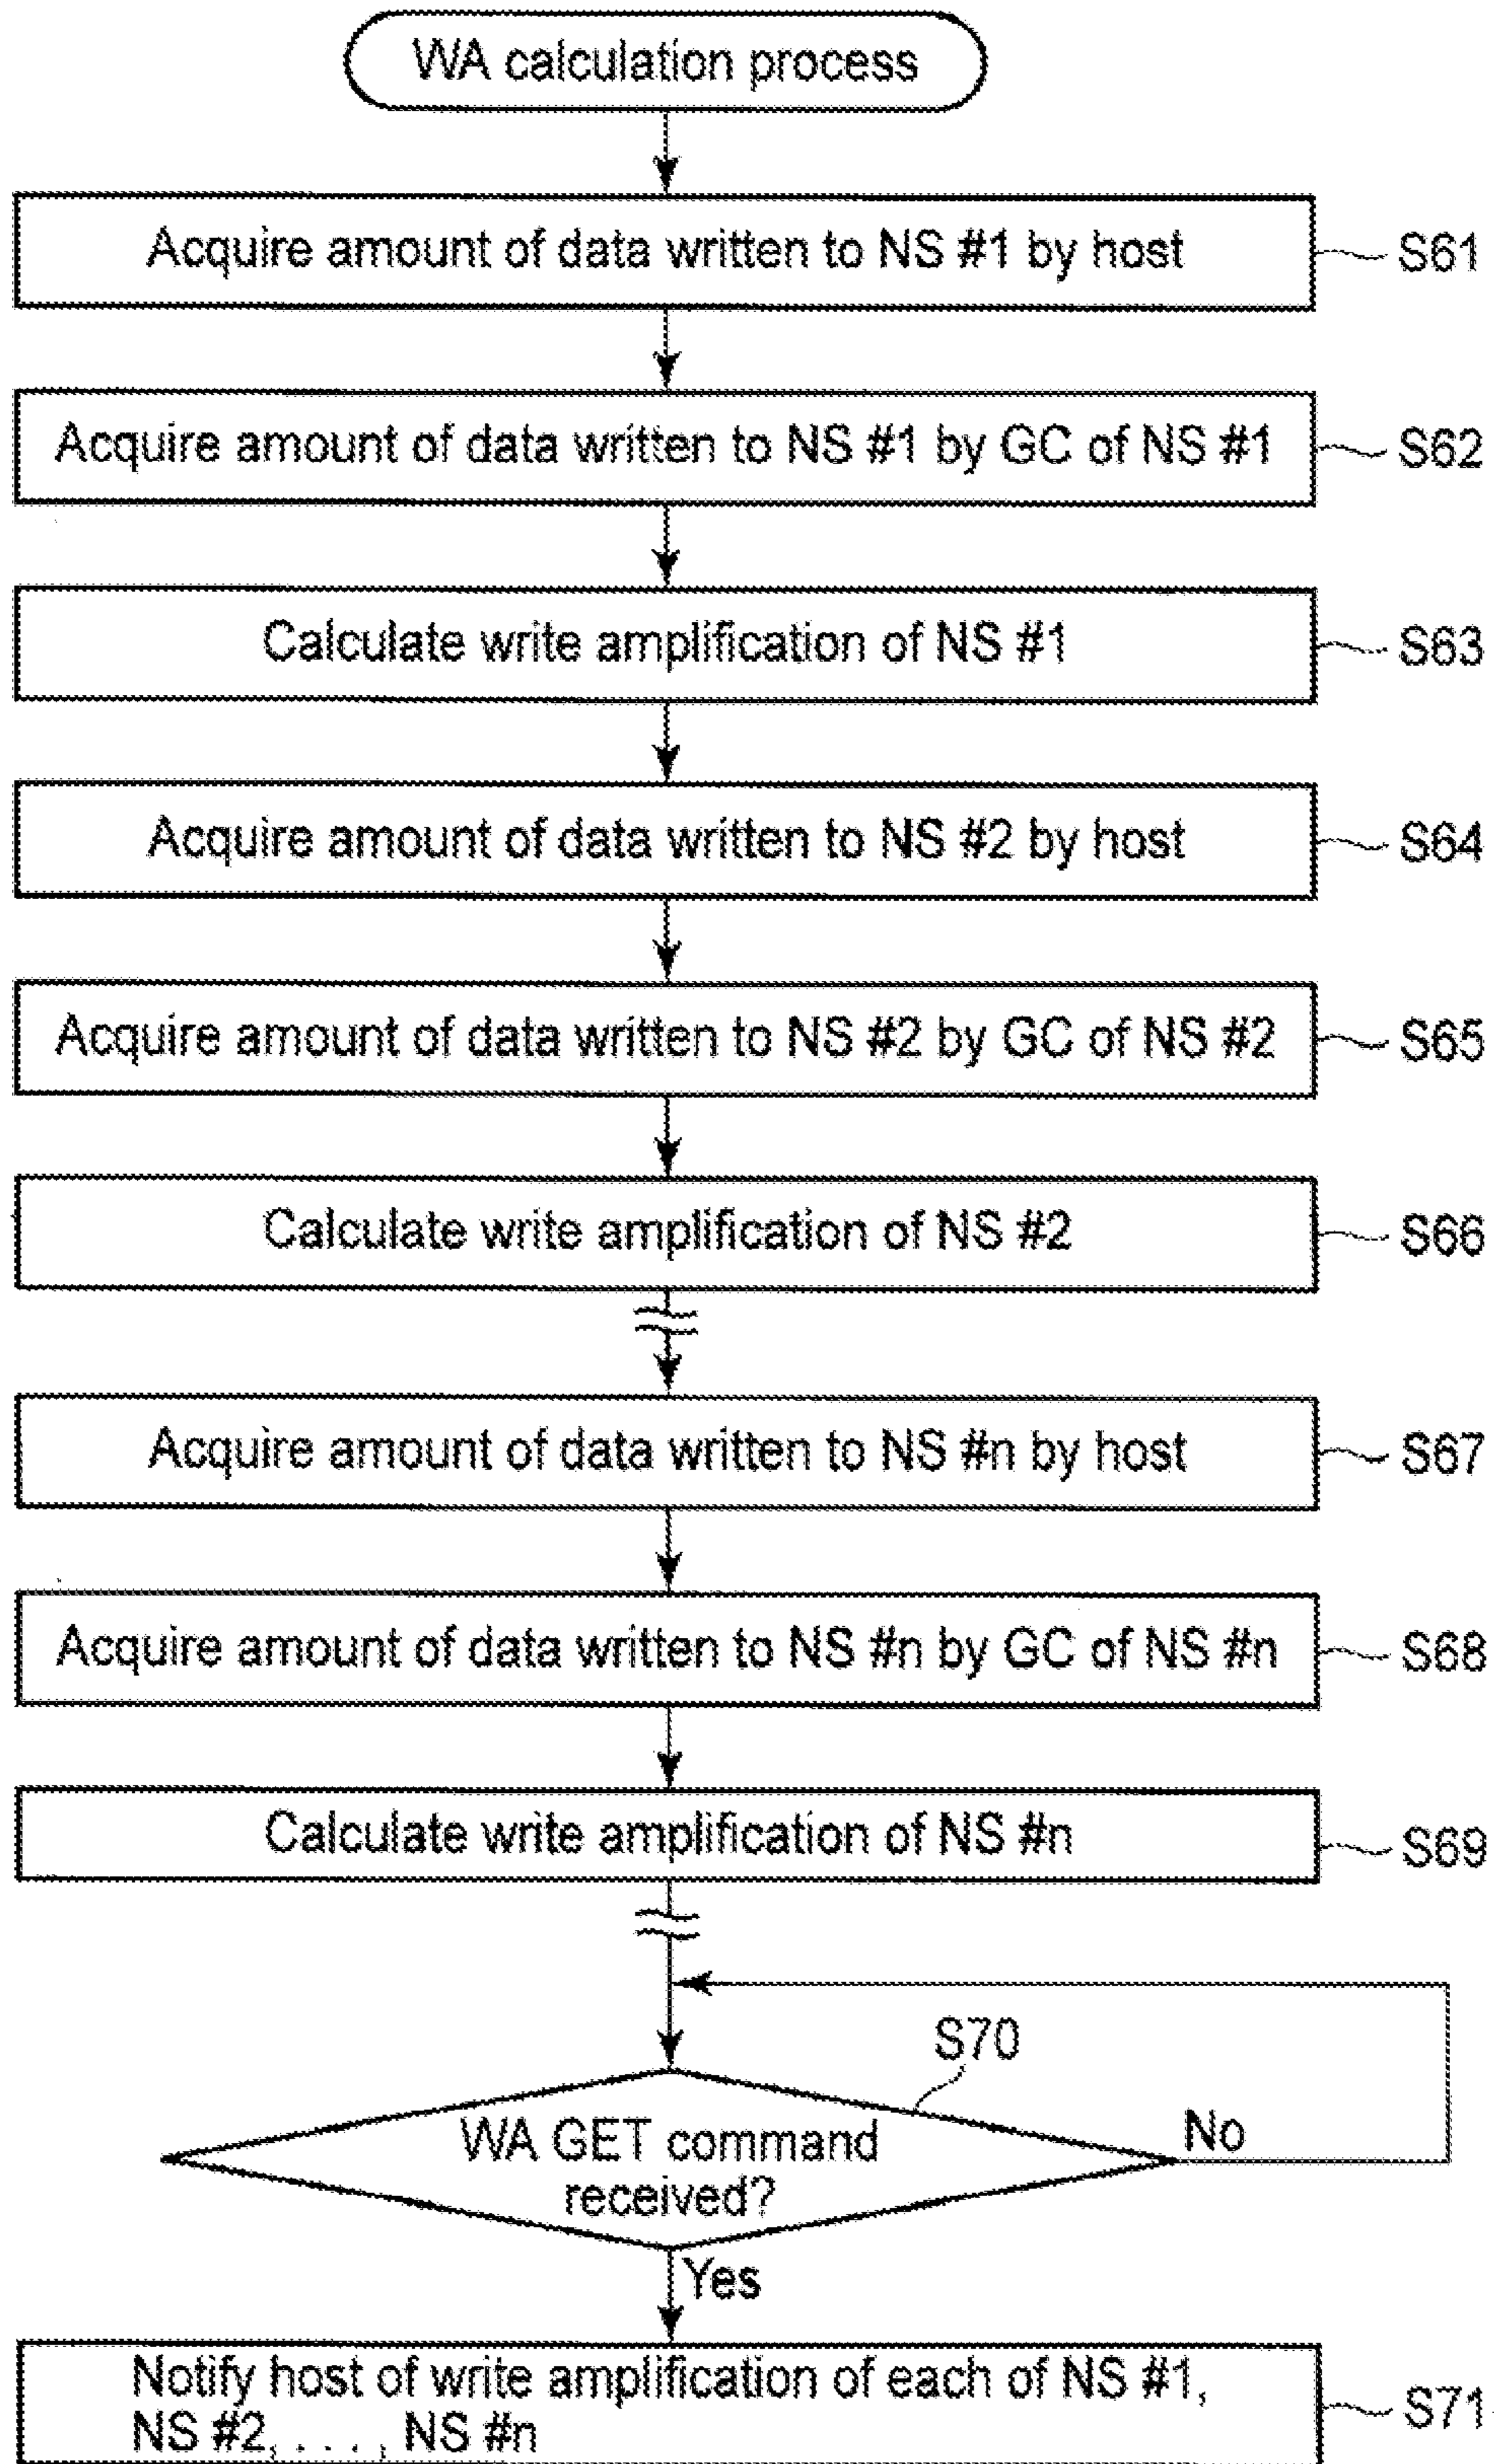 WA calculation process
Acquire amount of data written to NS #1 by host
S61
Acquire amount of data written to NS #1 by GC of NS #1
S62
Calculate write amplification of NS #1
S63
Acquire amount of data written to NS #2 by host
S64
Acquire amount of data written to NS #2 by GC of NS #2
S65
Calculate write amplification of NS #2
S66
Acquire amount of data written to NS #n by host
S67
Acquire amount of data written to NS #n by GC of NS #n
S68
Calculate write amplification of NS #n
S69
S70
WA GET command
received?
No
Yes
Notify host of write amplification of each of NS #1,
NS #2, . . . , NS #n
S71